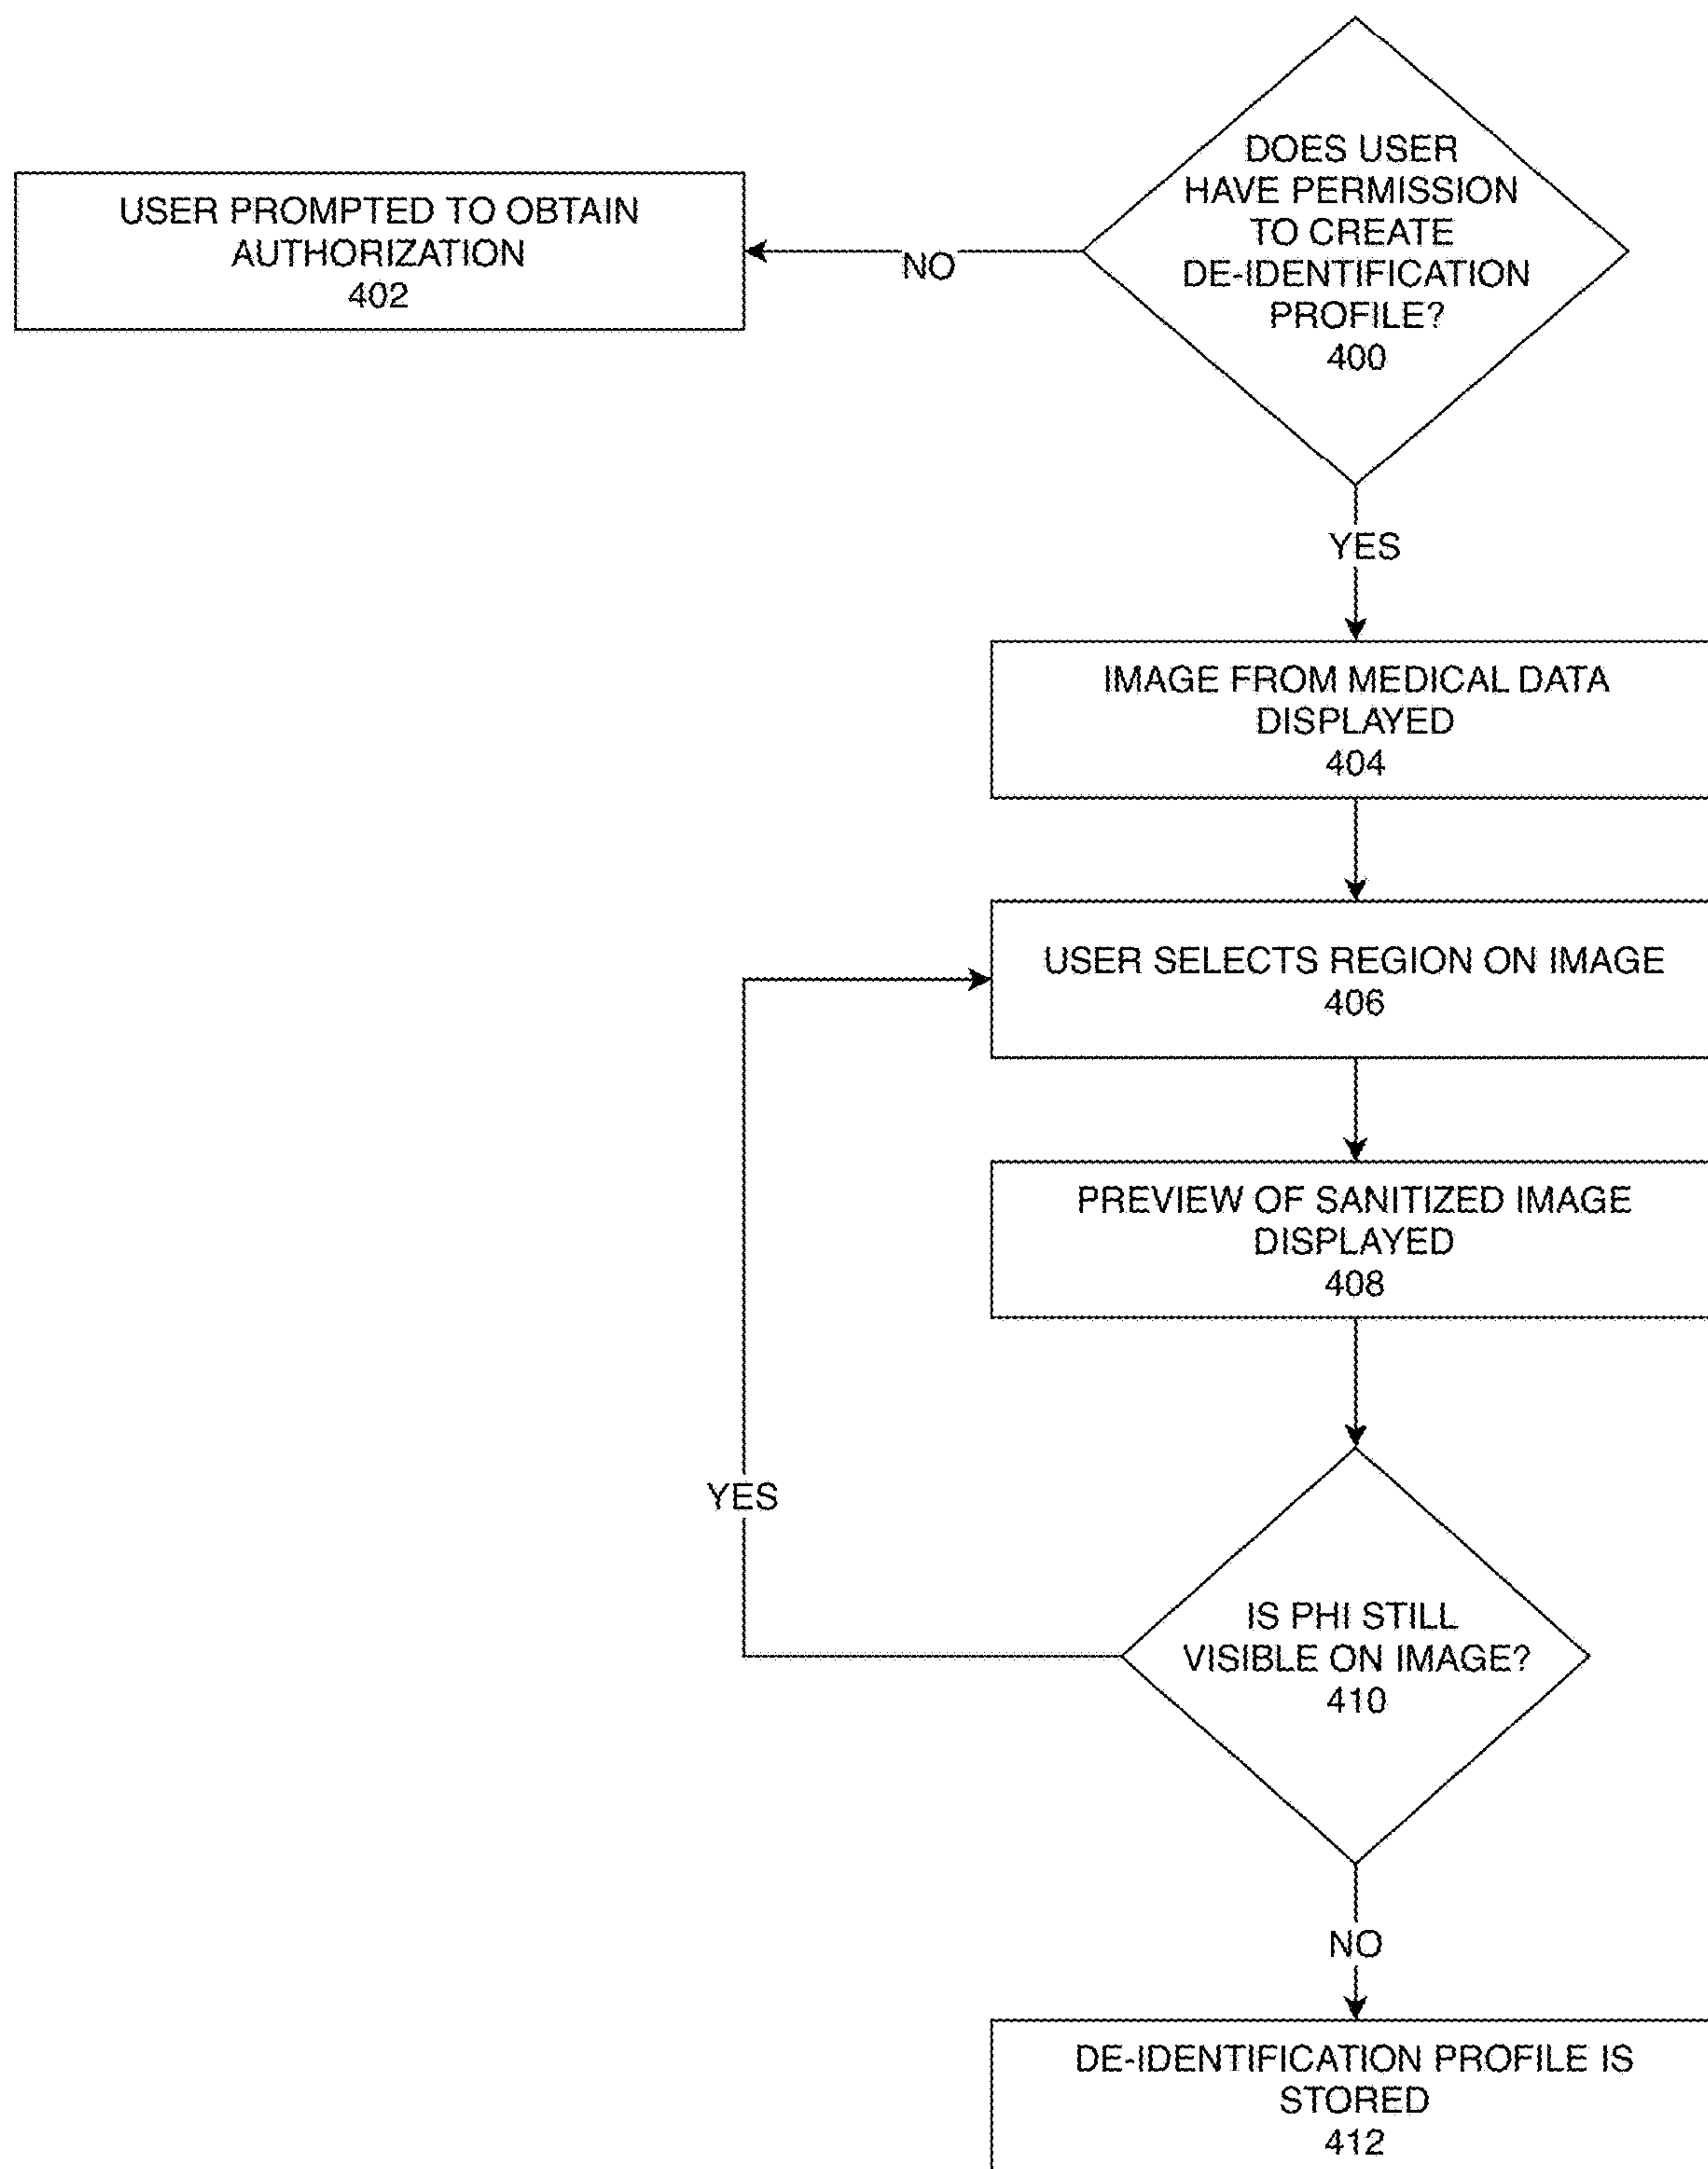 DOES USER
HAVE PERMISSION
TO CREATE
DE-IDENTIFICATION
PROFILE?
400
USER PROMPTED TO OBTAIN
AUTHORIZATION
402
NO
YES
IMAGE FROM MEDICAL DATA
DISPLAYED
404
USER SELECTS REGION ON IMAGE
406
PREVIEW OF SANITIZED IMAGE
DISPLAYED
408
YES
IS PHI STILL
VISIBLE ON IMAGE?
410
NO
DE-IDENTIFICATION PROFILE IS
STORED
412